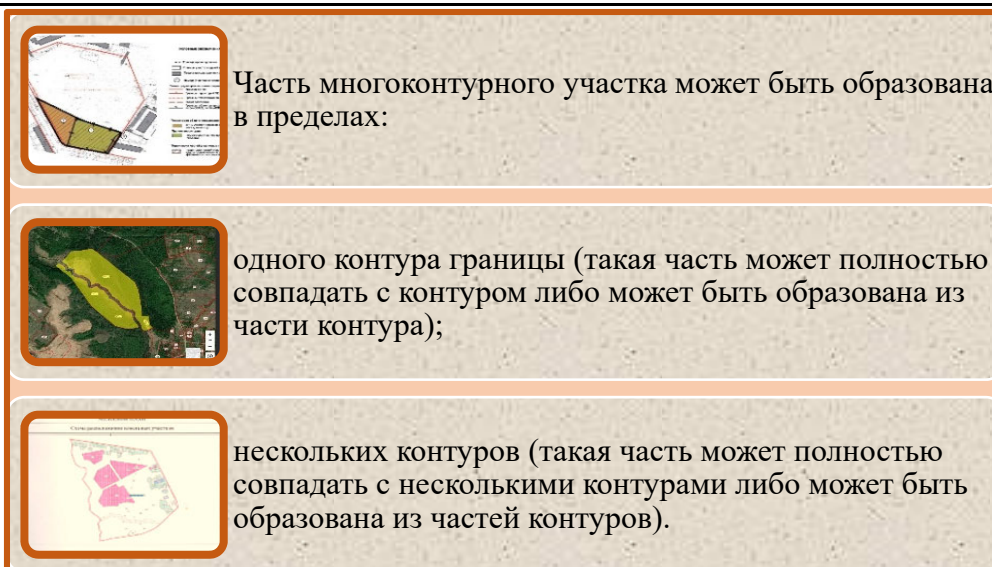 Часть многоконтурного участка может быть образована
в пределах:
одного контура границы (такая часть может полностью
совпадать с контуром либо может быть образована из
части контура);
нескольких контуров (такая часть может полностью
совпадать с несколькими контурами либо может быть
образована из частей контуров).